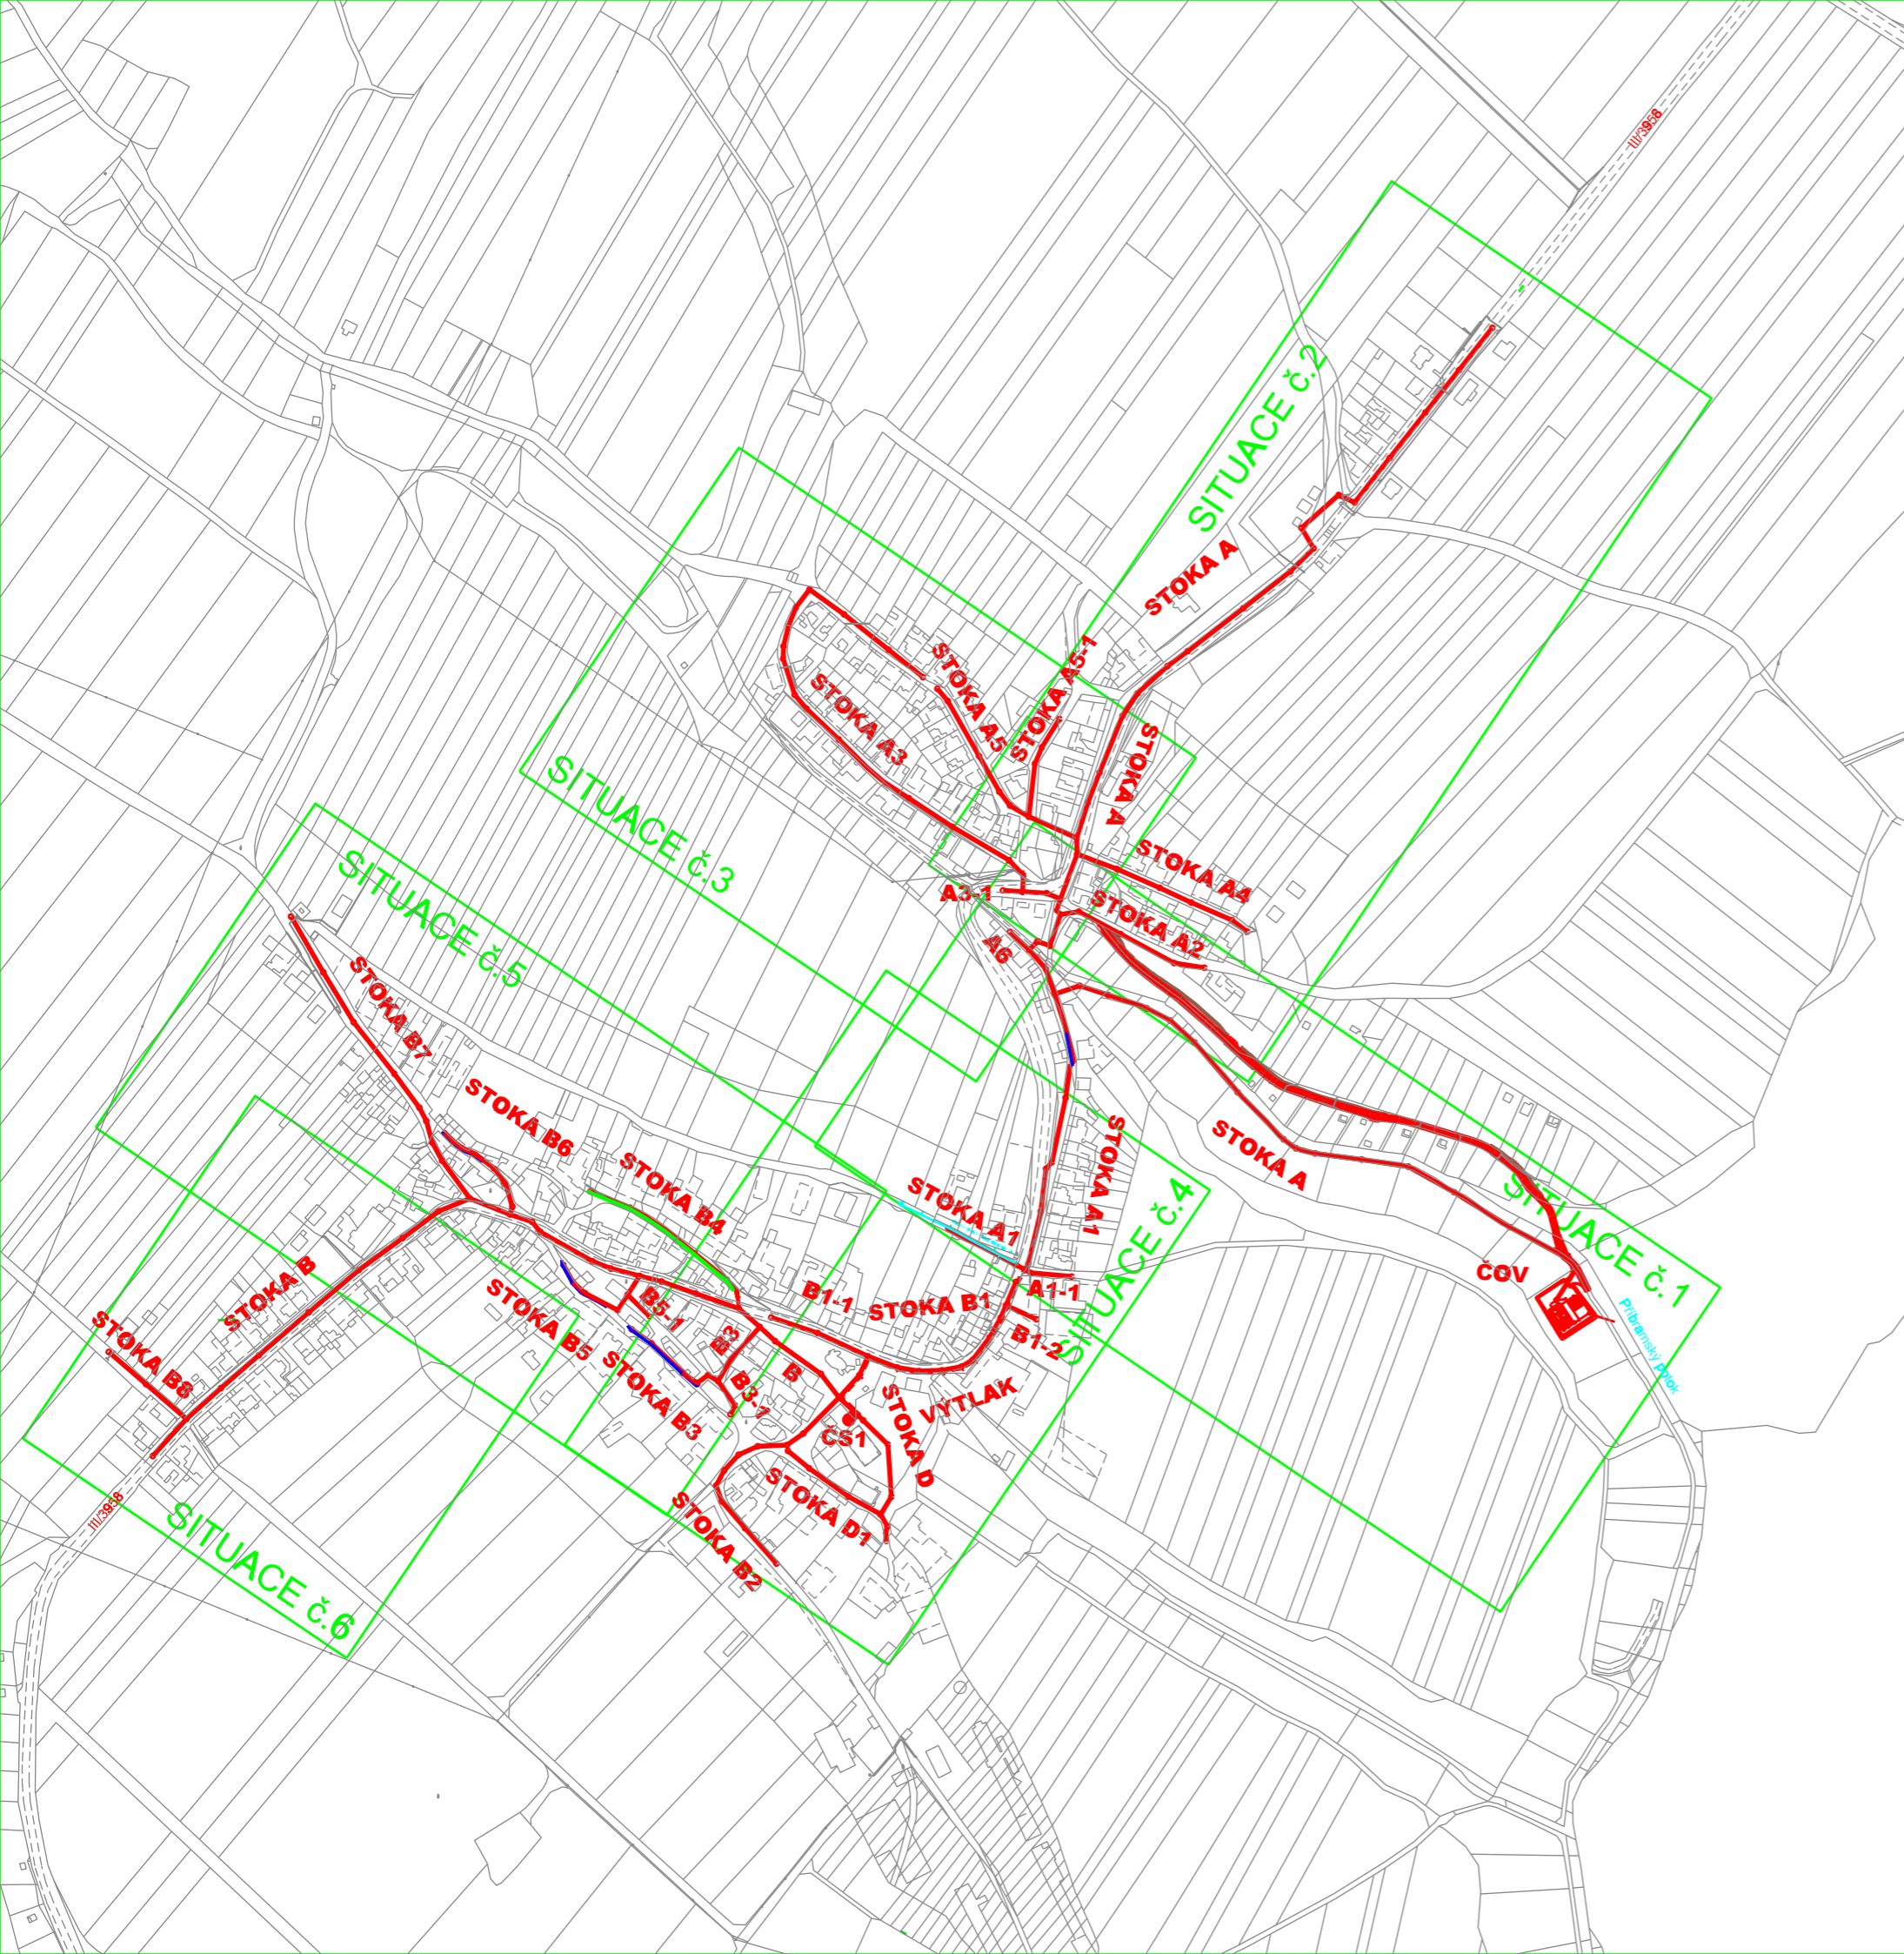 III/3958
SITUACE č.2
STOKA A
STOKA A5-1
STOKA A5
STOKA A3
STOKA A
SITUACE č.3
STOKA A4
A3-1
STOKA A2
A6
SITUACE č.5
STOKA B7
STOKA B6
STOKA B4
STOKA A1
STOKA A1
STOKA A
SITUACE č.4
SITUACE č.1
ČOV
Příbramský potok
A1-1
B1-1
STOKA B1
B1-2
STOKA B
B5-1
STOKA B5
B3
B
STOKA B8
STOKA B3
B3-1
STOKA D
VÝTLAK
ČS1
STOKA D1
STOKA B2
III/3958
SITUACE č.6